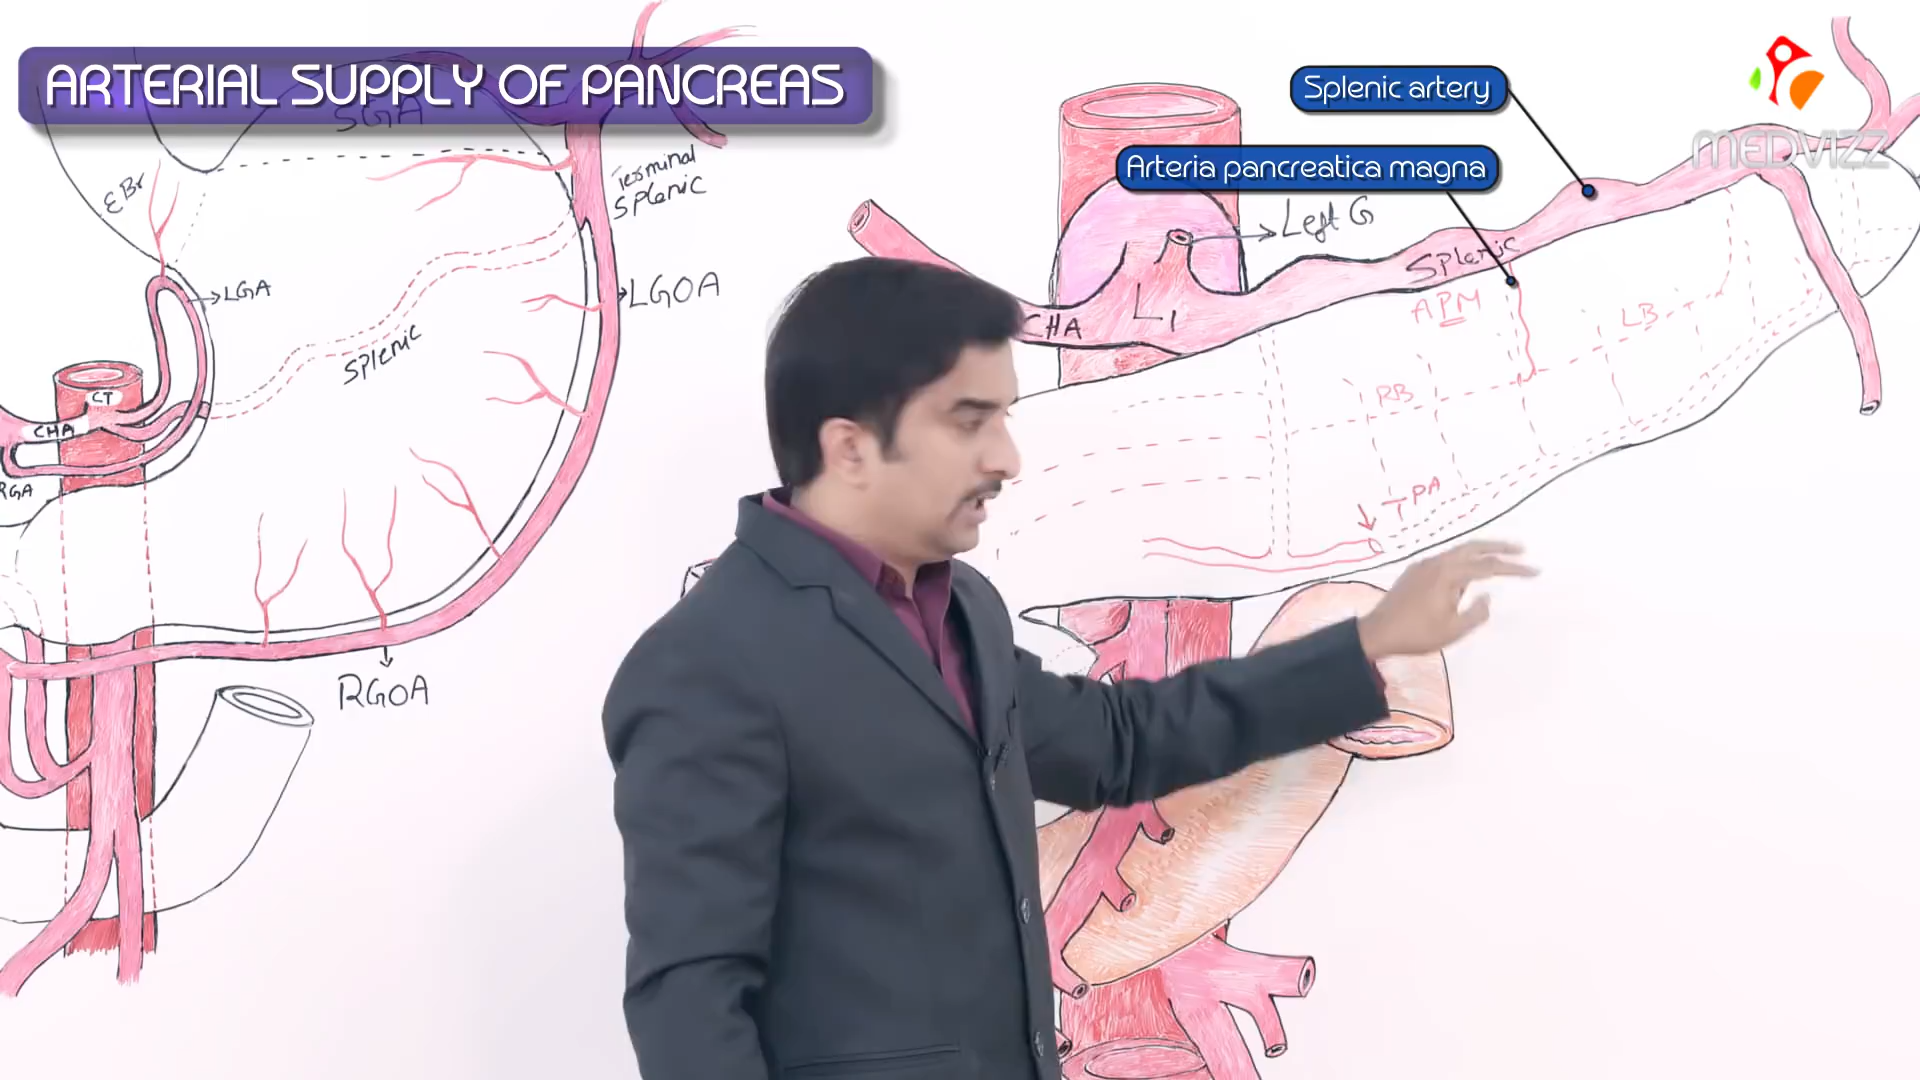 ARTERIAL SUPPLY OF PANCREAS
SGA
Terminal
Splenic
EBr
LGA
LGOA
Splenic
CT
CHA
RGA
RGOA
Splenic artery
MEDVIZZ
Arteria pancreatica magna
Left G
Splenic
CHA
L1
APM
LB
RB
TPA